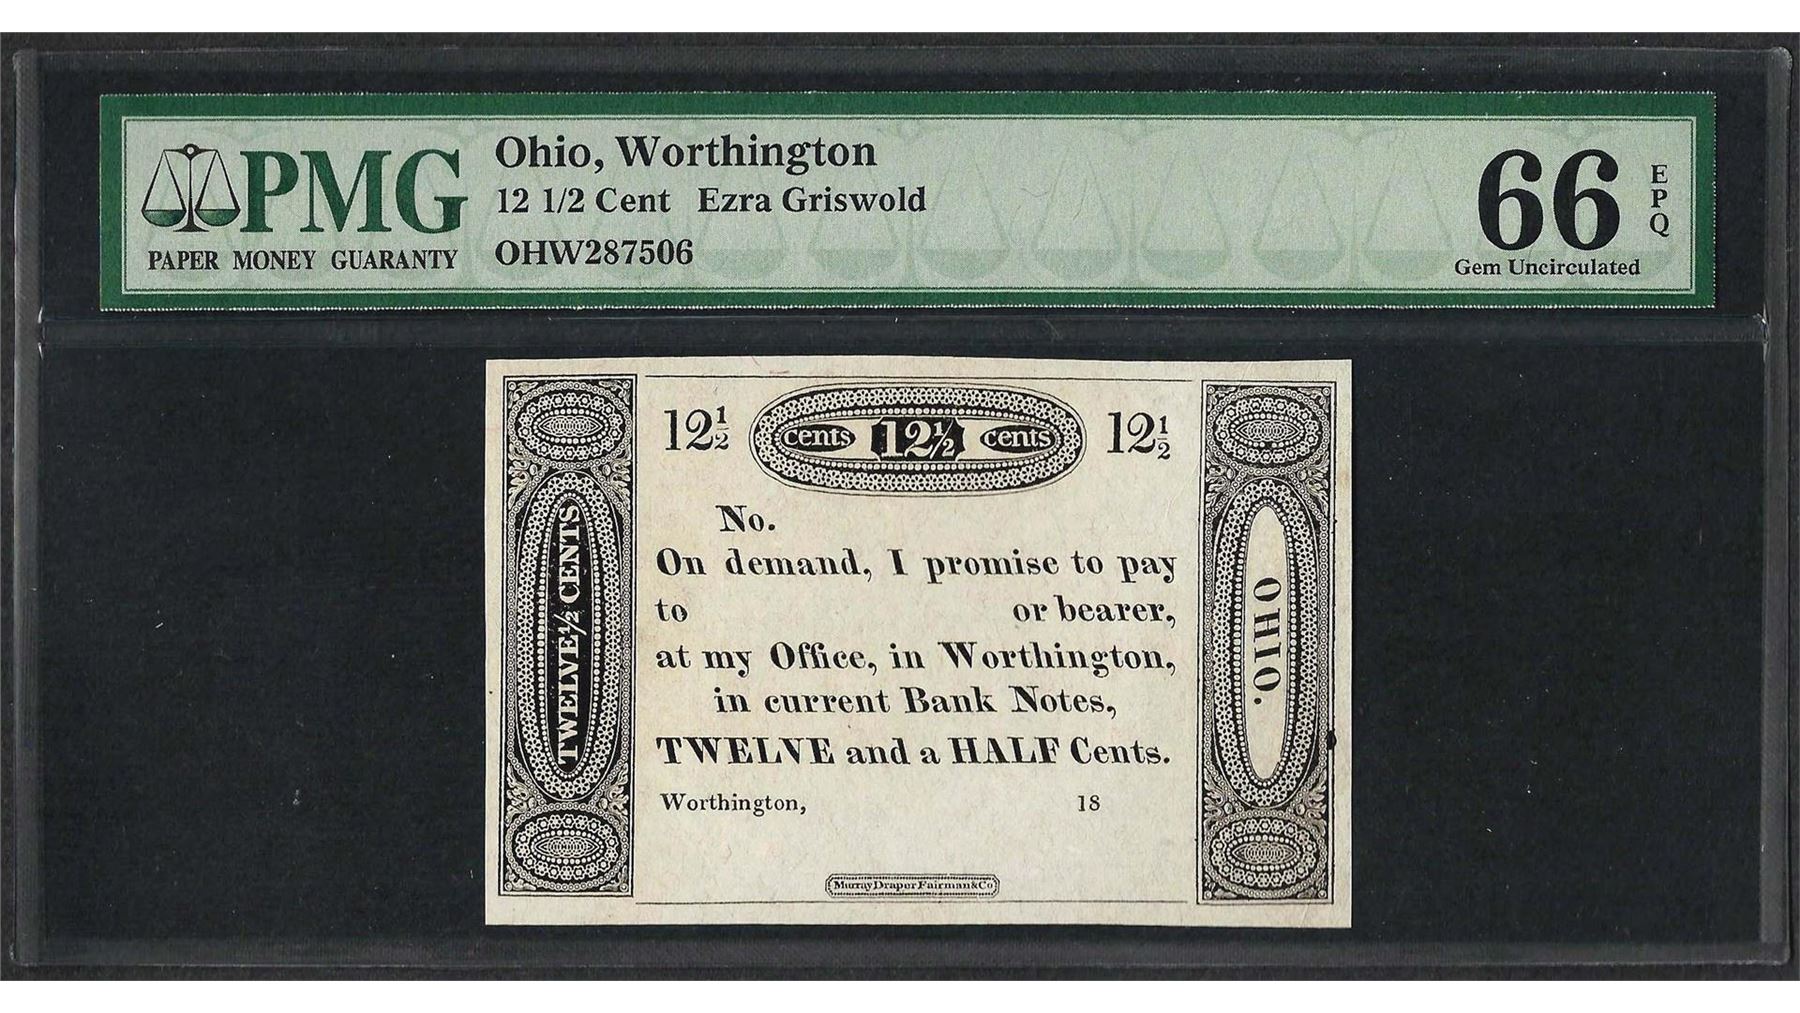 PMG
PAPER MONEY GUARANTY
Ohio, Worthington
12 1/2 Cent Ezra Griswold
OHW287506
66
EPQ
Gem Uncirculated
12½ cents 12½ cents 12½
TWELVE ½ CENTS
No.
On demand, I promise to pay
to or bearer,
at my Office, in Worthington,
in current Bank Notes,
TWELVE and a HALF Cents.
Worthington, 18
Murray Draper Fairman & Co
OHIO.